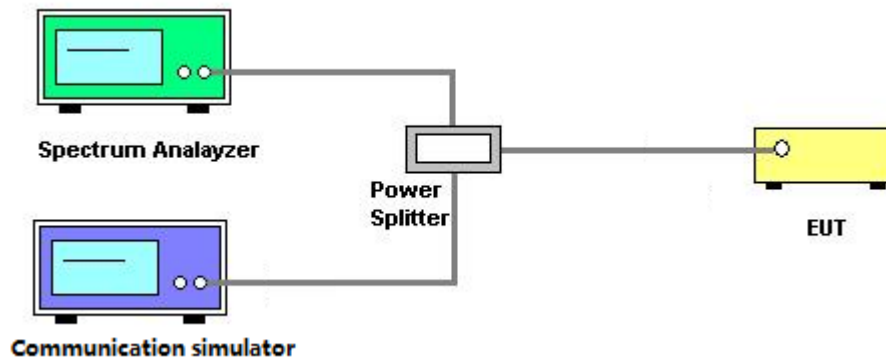 Spectrum Analayzer
Power
Splitter
EUT
Communication simulator